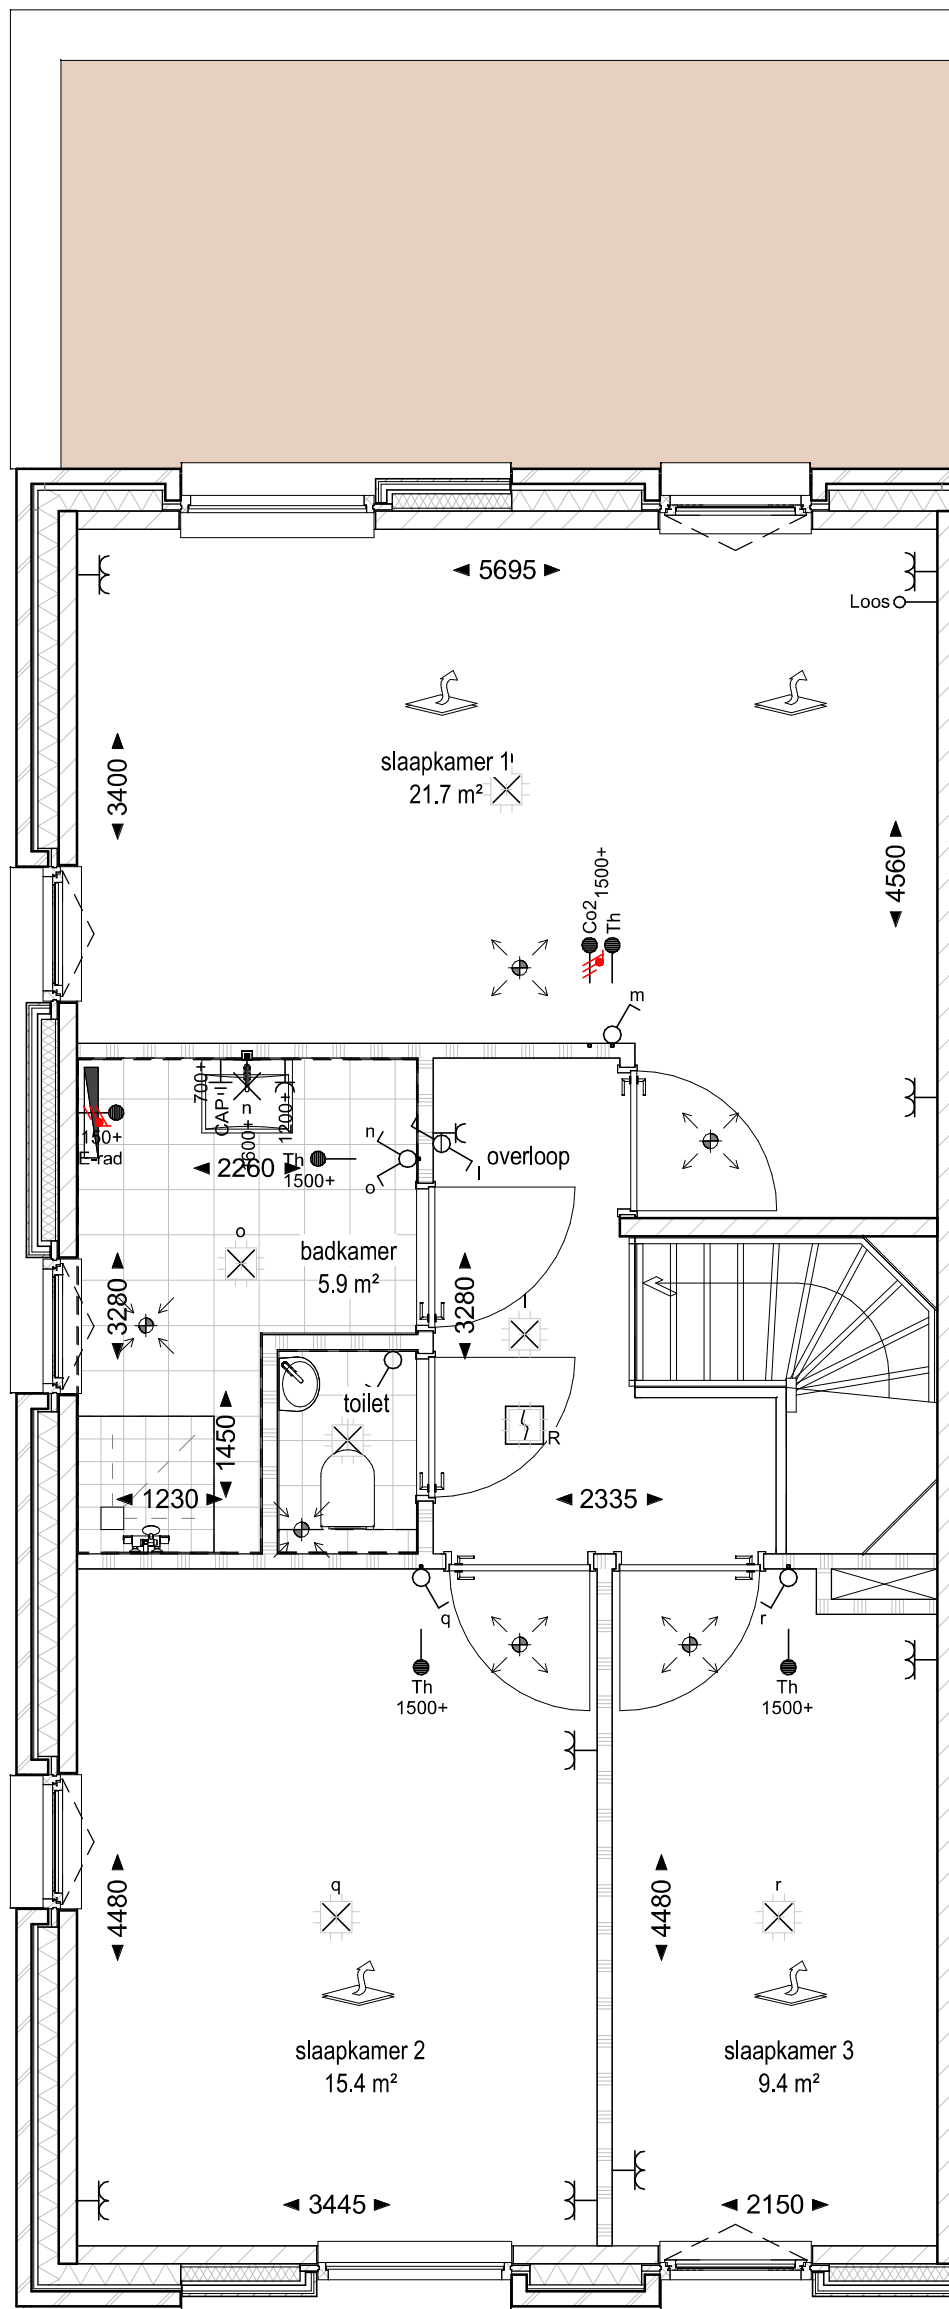 5695
Loos
3400
slaapkamer 1
21.7 m²
4560
Co2
1500+
Th
m
700+
CAP
n
1600+
1200+
150+
E-rad
2260
Th
1500+
n
o
l
overloop
o
badkamer
5.9 m²
3280
3280
l
toilet
1450
R
1230
2335
q
r
Th
1500+
Th
1500+
q
r
4480
4480
slaapkamer 2
15.4 m²
slaapkamer 3
9.4 m²
3445
2150